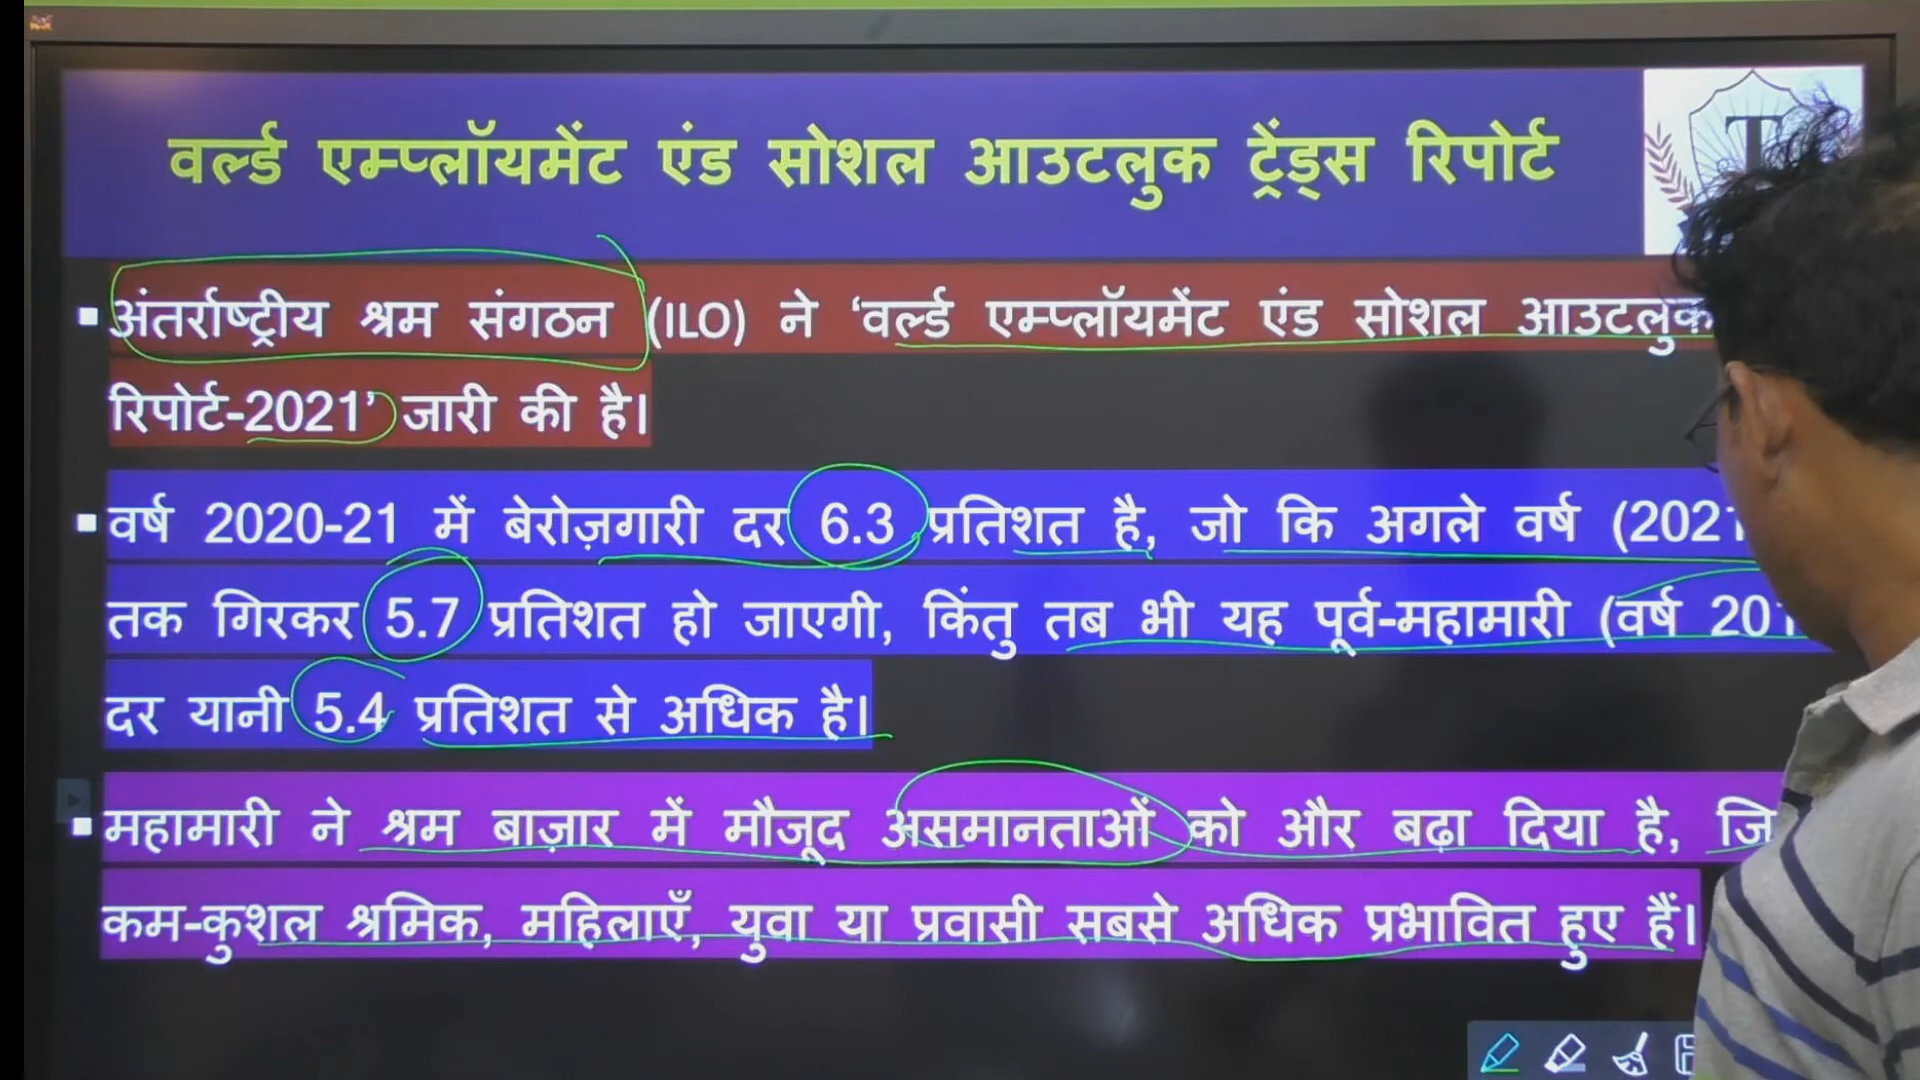 वर्ल्ड एम्प्लॉयमेंट एंड सोशल आउटलुक ट्रेंड्स रिपोर्ट
T
अंतर्राष्ट्रीय श्रम संगठन (ILO) ने ‘वर्ल्ड एम्प्लॉयमेंट एंड सोशल आउटलुक
रिपोर्ट-2021’ जारी की है।
वर्ष 2020-21 में बेरोज़गारी दर 6.3 प्रतिशत है, जो कि अगले वर्ष (2021
तक गिरकर 5.7 प्रतिशत हो जाएगी, किंतु तब भी यह पूर्व-महामारी (वर्ष
दर यानी 5.4 प्रतिशत से अधिक है।
महामारी ने श्रम बाज़ार में मौजूद असमानताओं को और बढ़ा दिया है,
कम-कुशल श्रमिक, महिलाएँ, युवा या प्रवासी सबसे अधिक प्रभावित हुए हैं।